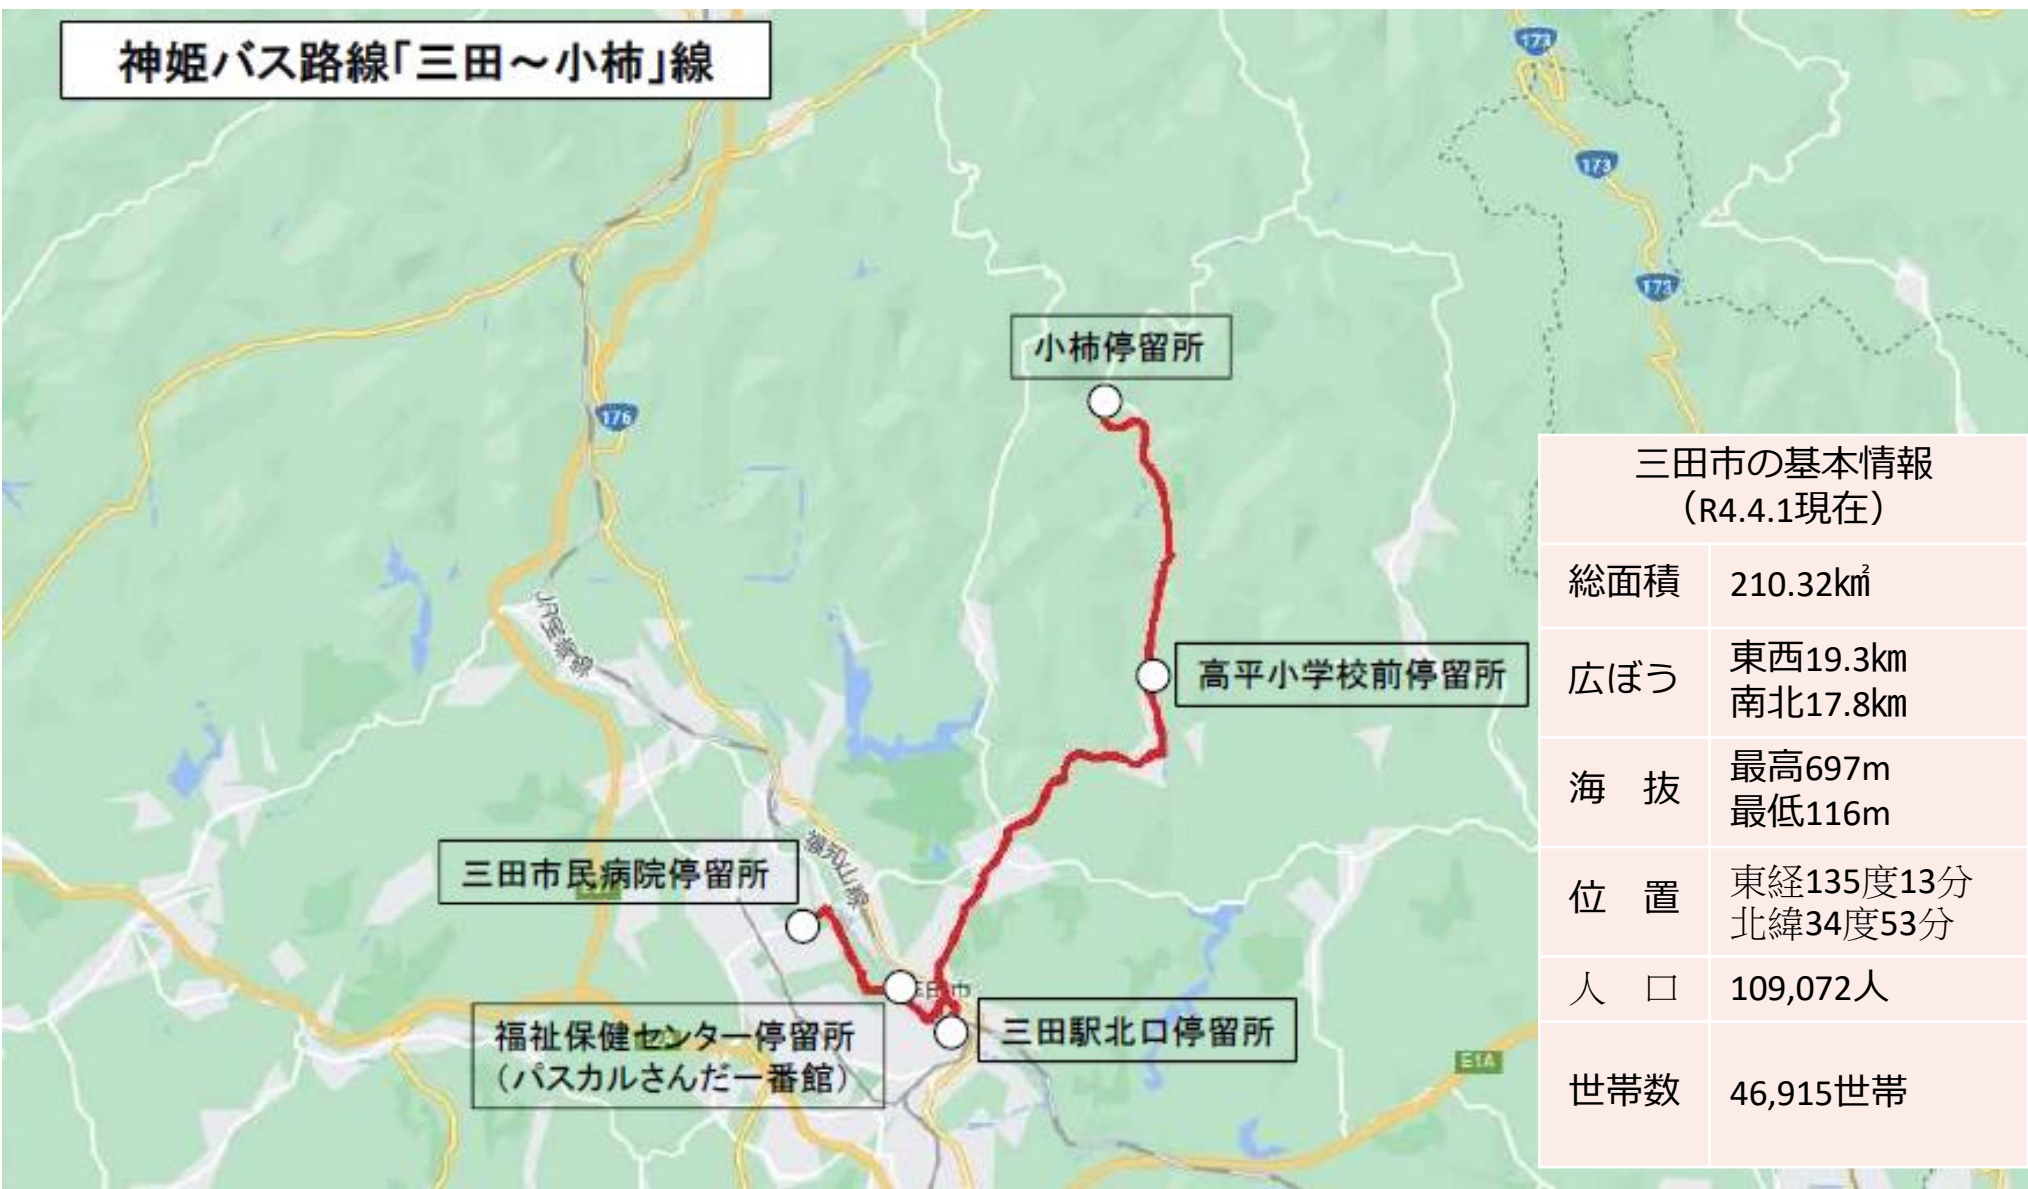 神姫バス路線「三田～小柿」線
173
173
173
小柿停留所
176
三田市の基本情報
（R4.4.1現在）
総面積 210.32㎢
広ぼう 東西19.3㎞
南北17.8㎞
海　抜 最高697m
最低116m
位　置 東経135度13分
北緯34度53分
人　口 109,072人
世帯数 46,915世帯
JR宝塚線
高平小学校前停留所
福知山線
三田市民病院停留所
福祉保健センター停留所
（パスカルさんだ一番館）
三田駅北口停留所
E1A